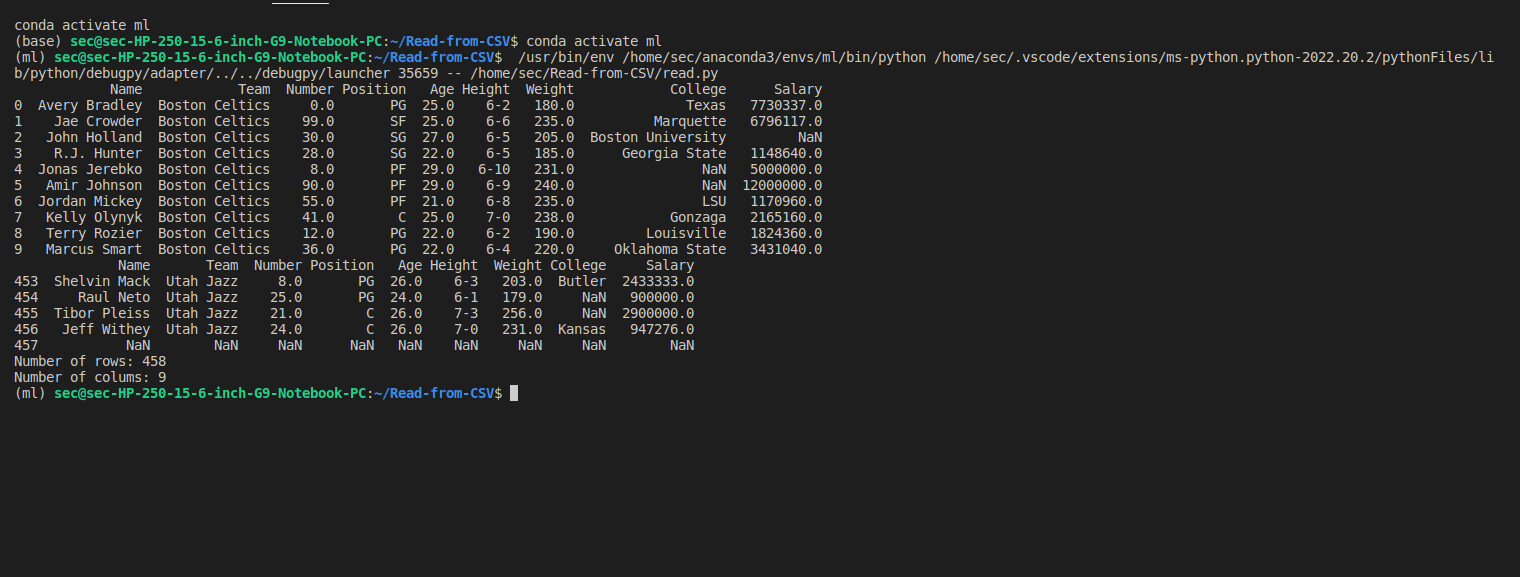 conda activate ml
(base) sec@sec-HP-250-15-6-inch-G9-Notebook-PC:~/Read-from-CSV$ conda activate ml
(ml) sec@sec-HP-250-15-6-inch-G9-Notebook-PC:~/Read-from-CSV$  /usr/bin/env /home/sec/anaconda3/envs/ml/bin/python /home/sec/.vscode/extensions/ms-python.python-2022.20.2/pythonFiles/li
b/python/debugpy/adapter/../../debugpy/launcher 35659 -- /home/sec/Read-from-CSV/read.py
            Name            Team  Number Position   Age Height  Weight            College      Salary
0  Avery Bradley  Boston Celtics     0.0       PG  25.0    6-2   180.0              Texas   7730337.0
1    Jae Crowder  Boston Celtics    99.0       SF  25.0    6-6   235.0          Marquette   6796117.0
2   John Holland  Boston Celtics    30.0       SG  27.0    6-5   205.0  Boston University         NaN
3    R.J. Hunter  Boston Celtics    28.0       SG  22.0    6-5   185.0      Georgia State   1148640.0
4  Jonas Jerebko  Boston Celtics     8.0       PF  29.0   6-10   231.0                NaN   5000000.0
5   Amir Johnson  Boston Celtics    90.0       PF  29.0    6-9   240.0                NaN  12000000.0
6  Jordan Mickey  Boston Celtics    55.0       PF  21.0    6-8   235.0                LSU   1170960.0
7   Kelly Olynyk  Boston Celtics    41.0        C  25.0    7-0   238.0            Gonzaga   2165160.0
8   Terry Rozier  Boston Celtics    12.0       PG  22.0    6-2   190.0         Louisville   1824360.0
9   Marcus Smart  Boston Celtics    36.0       PG  22.0    6-4   220.0     Oklahoma State   3431040.0
             Name       Team  Number Position   Age Height  Weight College     Salary
453  Shelvin Mack  Utah Jazz     8.0       PG  26.0    6-3   203.0  Butler  2433333.0
454     Raul Neto  Utah Jazz    25.0       PG  24.0    6-1   179.0     NaN   900000.0
455  Tibor Pleiss  Utah Jazz    21.0        C  26.0    7-3   256.0     NaN  2900000.0
456   Jeff Withey  Utah Jazz    24.0        C  26.0    7-0   231.0  Kansas   947276.0
457           NaN        NaN     NaN      NaN   NaN    NaN     NaN     NaN        NaN
Number of rows: 458
Number of colums: 9
(ml) sec@sec-HP-250-15-6-inch-G9-Notebook-PC:~/Read-from-CSV$